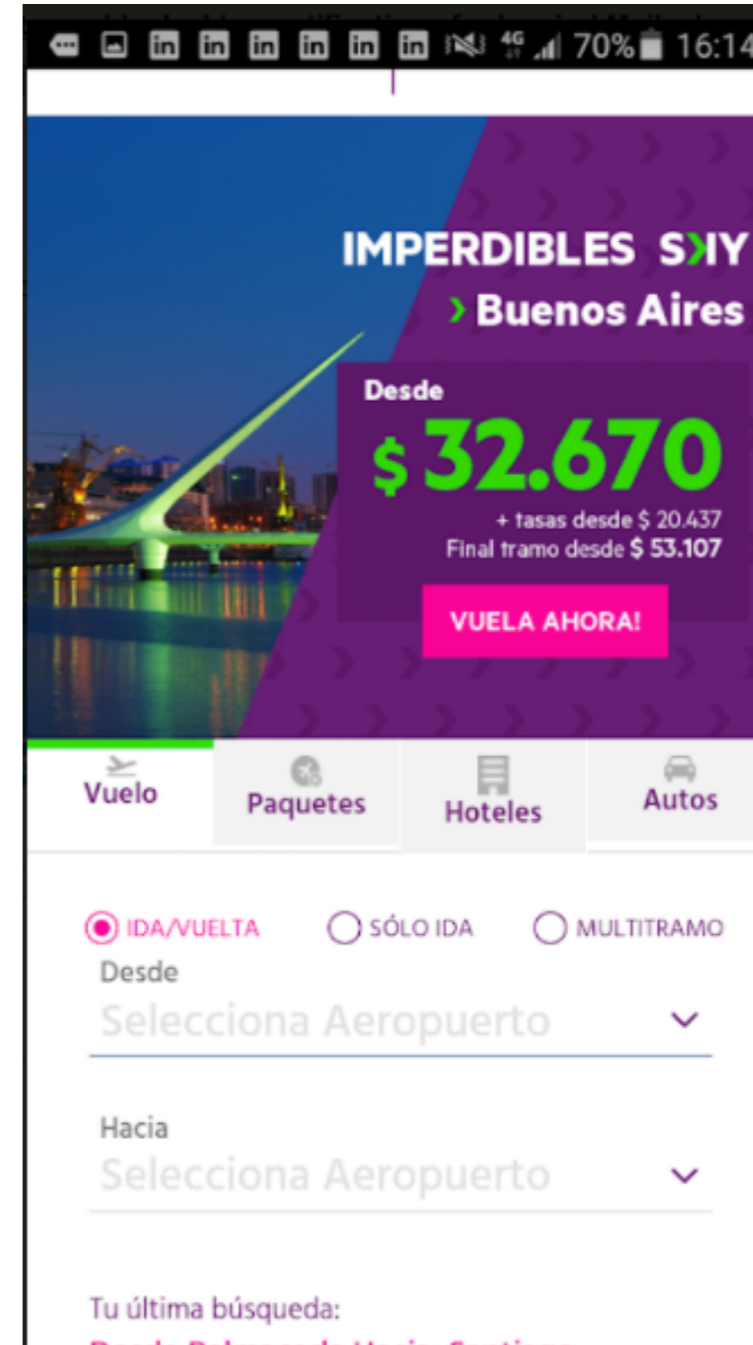 70% 16:14
IMPERDIBLES SKY
Buenos Aires
Desde
$ 32.670
+ tasas desde $ 20.437
Final tramo desde $ 53.107
VUELA AHORA!
Vuelo
Paquetes
Hoteles
Autos
IDA/VUELTA
SÓLO IDA
MULTITRAMO
Desde
Selecciona Aeropuerto
Hacia
Selecciona Aeropuerto
Tu última búsqueda: